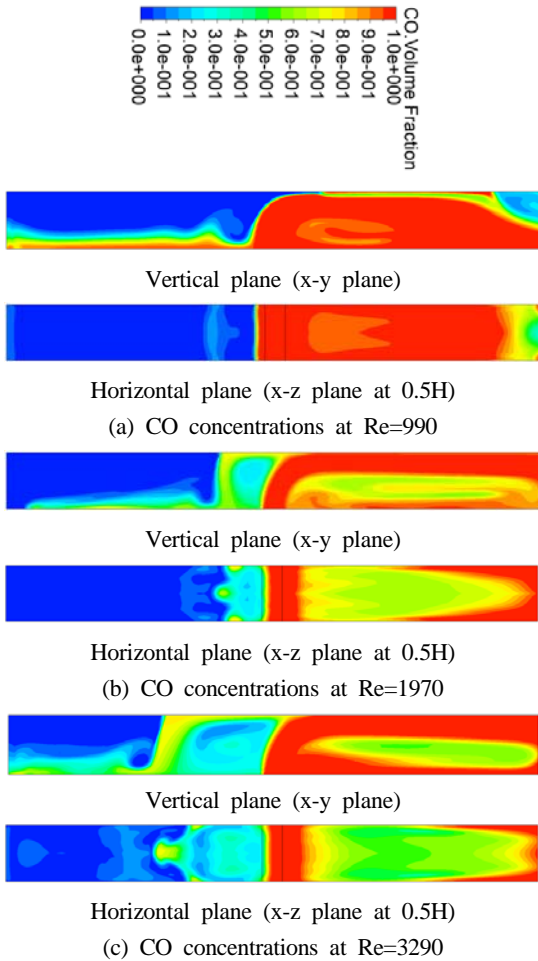 CO.Volume Fraction
1.0e+000
9.0e-001
8.0e-001
7.0e-001
6.0e-001
5.0e-001
4.0e-001
3.0e-001
2.0e-001
1.0e-001
0.0e+000
Vertical plane (x-y plane)
Horizontal plane (x-z plane at 0.5H)
(a) CO concentrations at Re=990
Vertical plane (x-y plane)
Horizontal plane (x-z plane at 0.5H)
(b) CO concentrations at Re=1970
Vertical plane (x-y plane)
Horizontal plane (x-z plane at 0.5H)
(c) CO concentrations at Re=3290